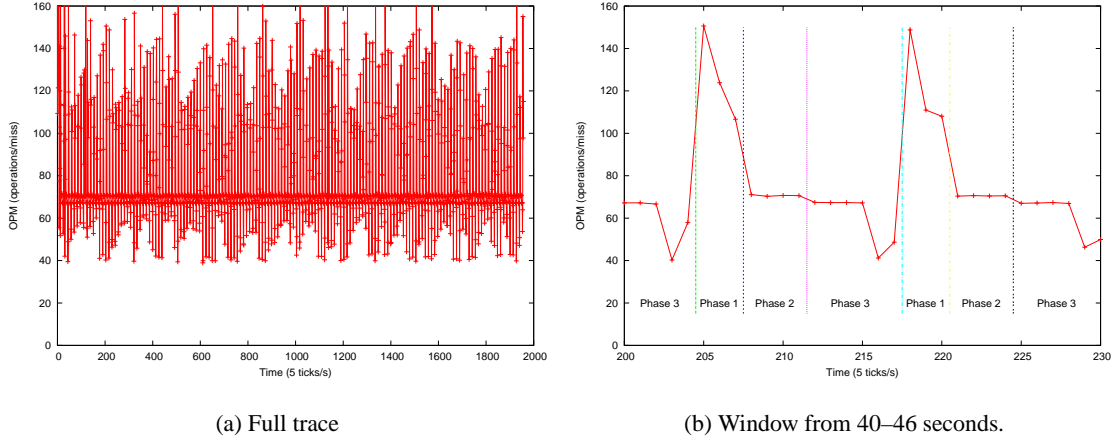 160
140
120
100
80
60
40
20
0
OPM (operations/miss)
0 200 400 600 800 1000 1200 1400 1600 1800 2000
Time (5 ticks/s)
(a) Full trace
160
140
120
100
80
60
40
20
0
OPM (operations/miss)
Phase 3 Phase 1 Phase 2 Phase 3 Phase 1 Phase 2 Phase 3
200 205 210 215 220 225 230
Time (5 ticks/s)
(b) Window from 40–46 seconds.